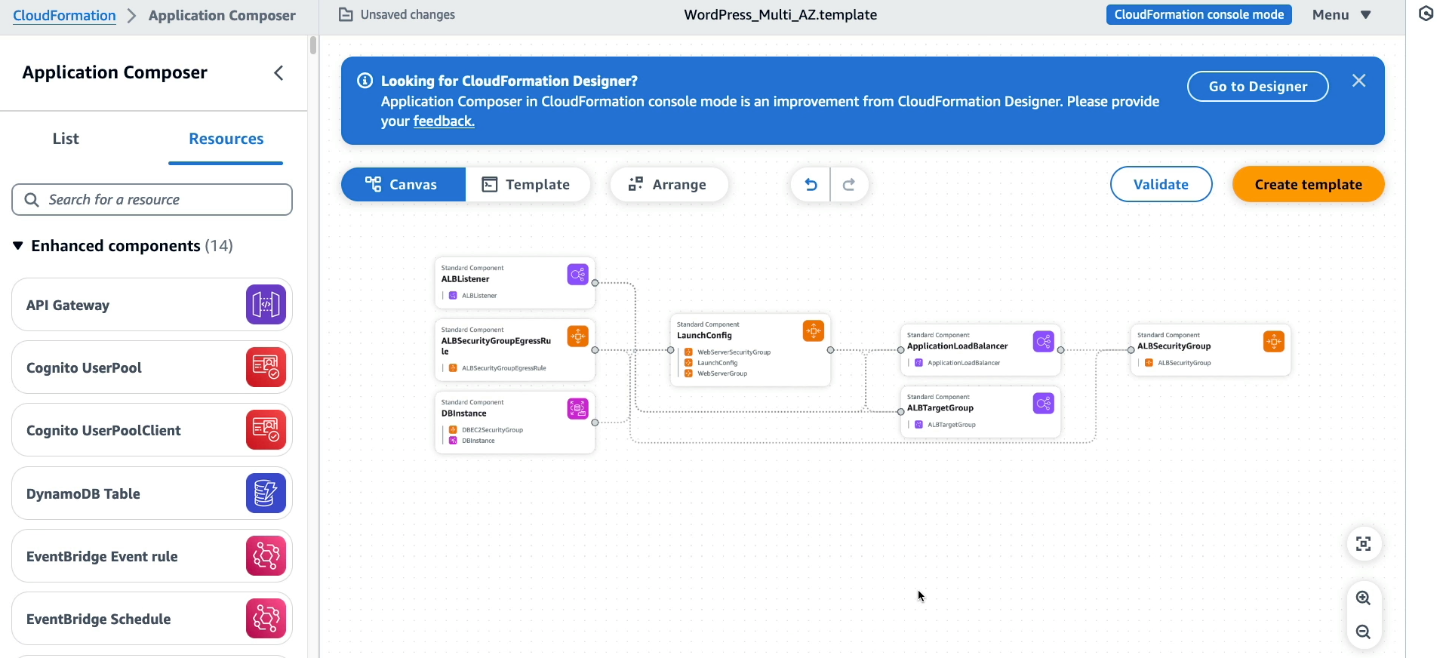 CloudFormation
Application Composer
Unsaved changes
WordPress_Multi_AZ.template
CloudFormation console mode
Menu
Application Composer
List
Resources
Search for a resource
Enhanced components (14)
API Gateway
Cognito UserPool
Cognito UserPoolClient
DynamoDB Table
EventBridge Event rule
EventBridge Schedule
Looking for CloudFormation Designer?
Application Composer in CloudFormation console mode is an improvement from CloudFormation Designer. Please provide
your feedback.
Go to Designer
Canvas
Template
Arrange
Validate
Create template
Standard Component
ALBListener
ALBListener
Standard Component
ALBSecurityGroupEgressRu
le
ALBSecurityGroupEgressRule
Standard Component
DBInstance
DBEC2SecurityGroup
DBInstance
Standard Component
LaunchConfig
WebServerSecurityGroup
LaunchConfig
WebServerGroup
Standard Component
ApplicationLoadBalancer
ApplicationLoadBalancer
Standard Component
ALBTargetGroup
ALBTargetGroup
Standard Component
ALBSecurityGroup
ALBSecurityGroup